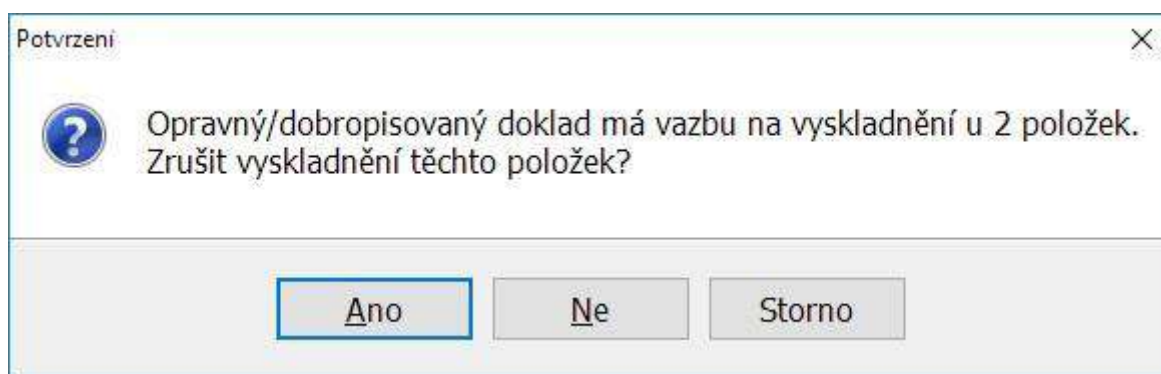 Potvrzení
Opravný/dobropisovaný doklad má vazbu na vyskladnění u 2 položek.
Zrušit vyskladnění těchto položek?
Ano Ne Storno